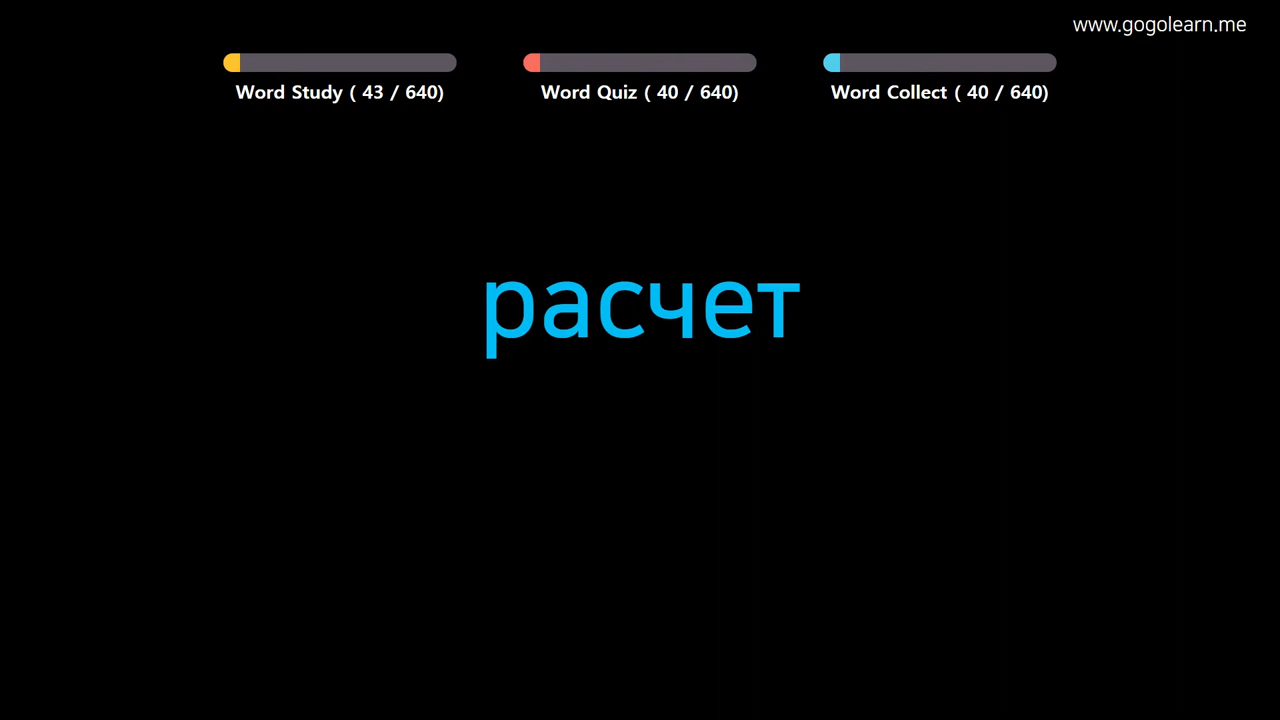 www.gogolearn.me
Word Study ( 43 / 640)
Word Quiz ( 40 / 640)
Word Collect ( 40 / 640)
расчет